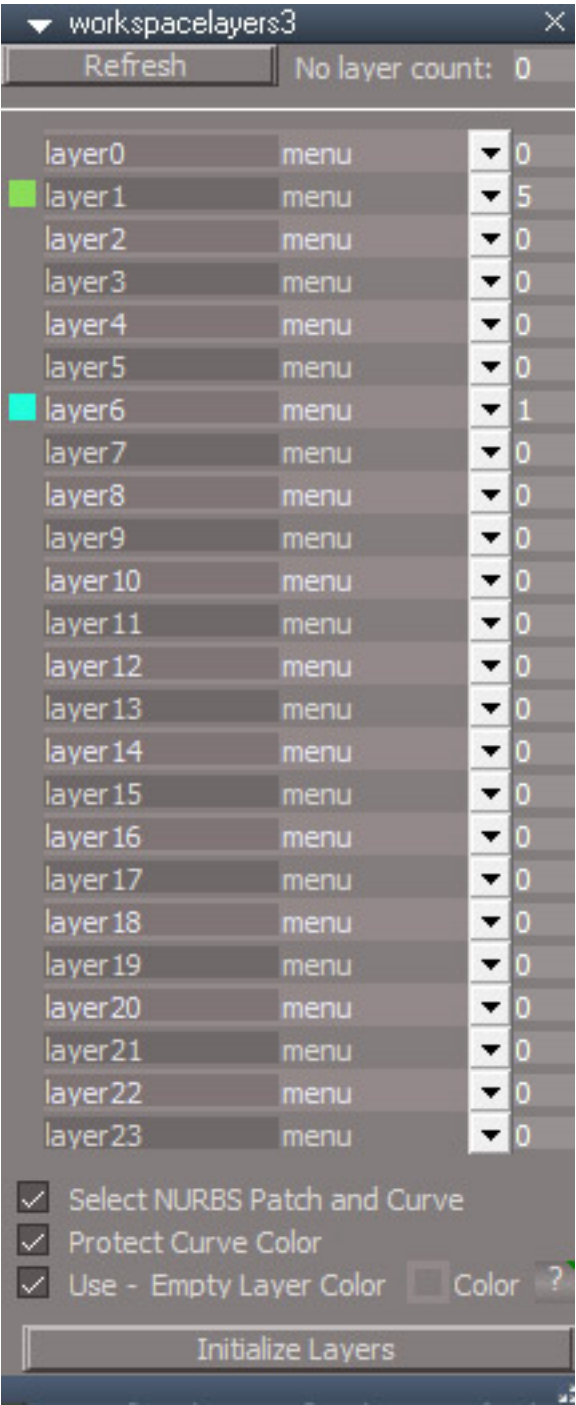 workspacelayers3
Refresh No layer count: 0
layer0 menu 0
layer1 menu 5
layer2 menu 0
layer3 menu 0
layer4 menu 0
layer5 menu 0
layer6 menu 1
layer7 menu 0
layer8 menu 0
layer9 menu 0
layer10 menu 0
layer11 menu 0
layer12 menu 0
layer13 menu 0
layer14 menu 0
layer15 menu 0
layer16 menu 0
layer17 menu 0
layer18 menu 0
layer19 menu 0
layer20 menu 0
layer21 menu 0
layer22 menu 0
layer23 menu 0
Select NURBS Patch and Curve
Protect Curve Color
Use - Empty Layer Color Color ?
Initialize Layers